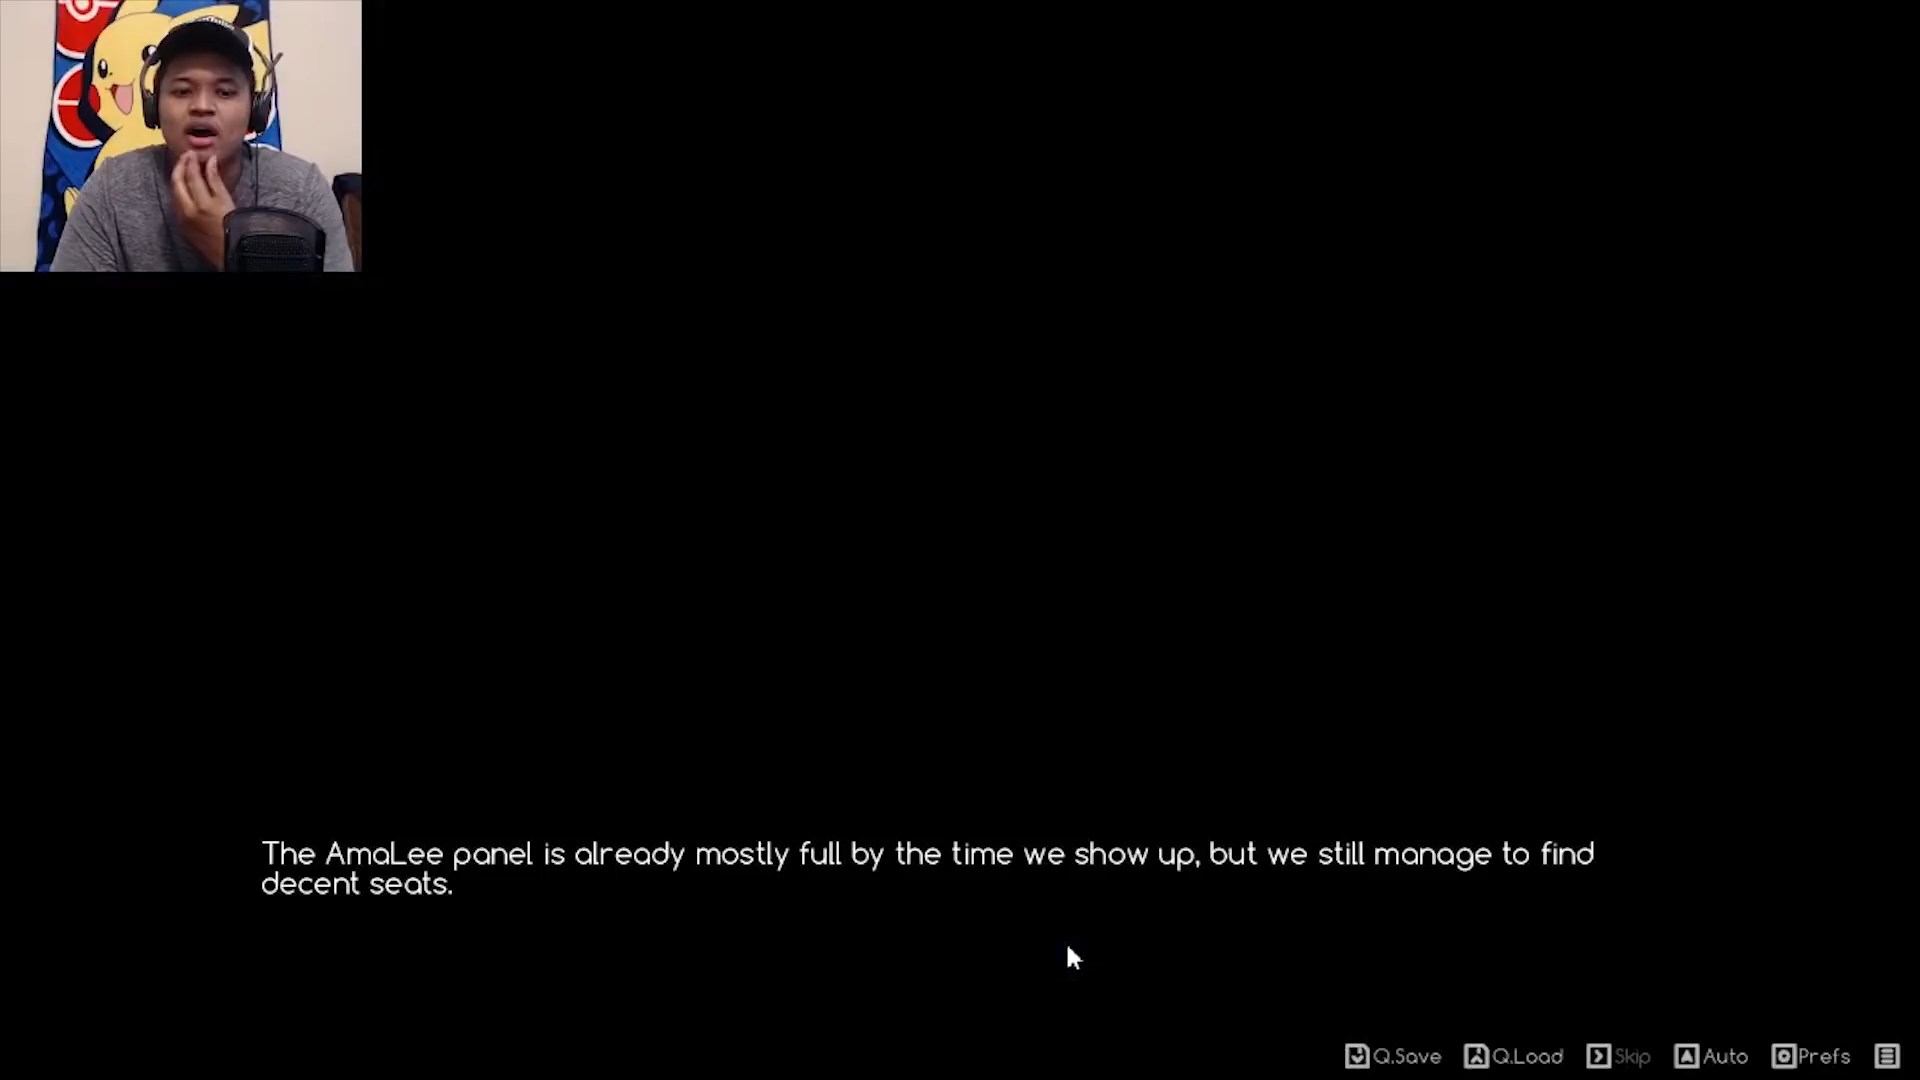 The AmaLee panel is already mostly full by the time we show up, but we still manage to find
decent seats.
Q.Save Q.Load Skip Auto Prefs